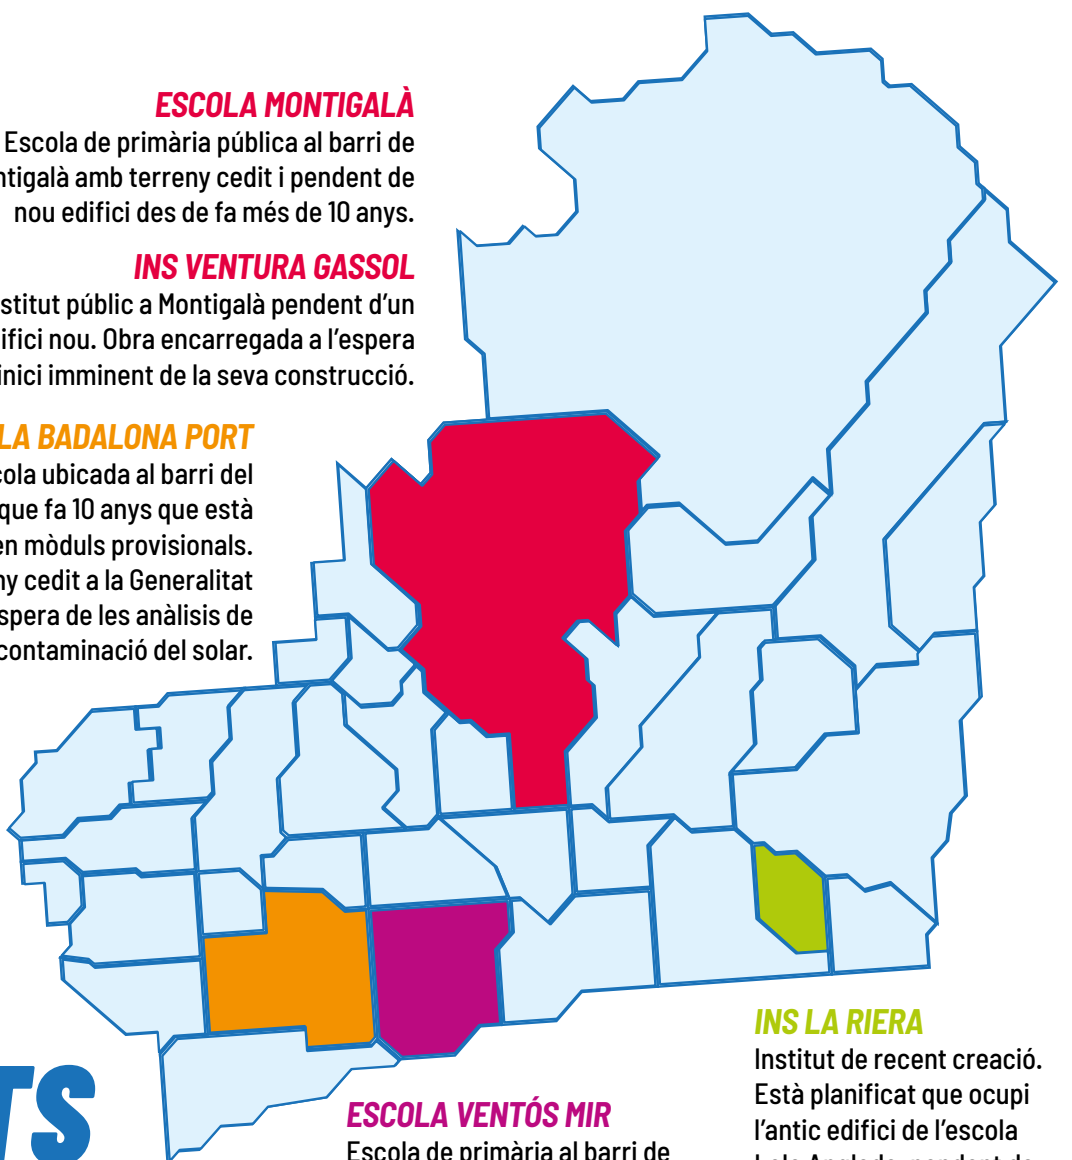 ESCOLA MONTIGALÀ
Escola de primària pública al barri de
ntigalà amb terreny cedit i pendent de
nou edifici des de fa més de 10 anys.
INS VENTURA GASSOL
stitut públic a Montigalà pendent d'un
ifici nou. Obra encarregada a l'espera
inici imminent de la seva construcció.
LA BADALONA PORT
cola ubicada al barri del
que fa 10 anys que està
en mòduls provisionals.
ny cedit a la Generalitat
spera de les anàlisis de
contaminació del solar.
TS
ESCOLA VENTÓS MIR
Escola de primària al barri de
INS LA RIERA
Institut de recent creació.
Està planificat que ocupi
l'antic edifici de l'escola